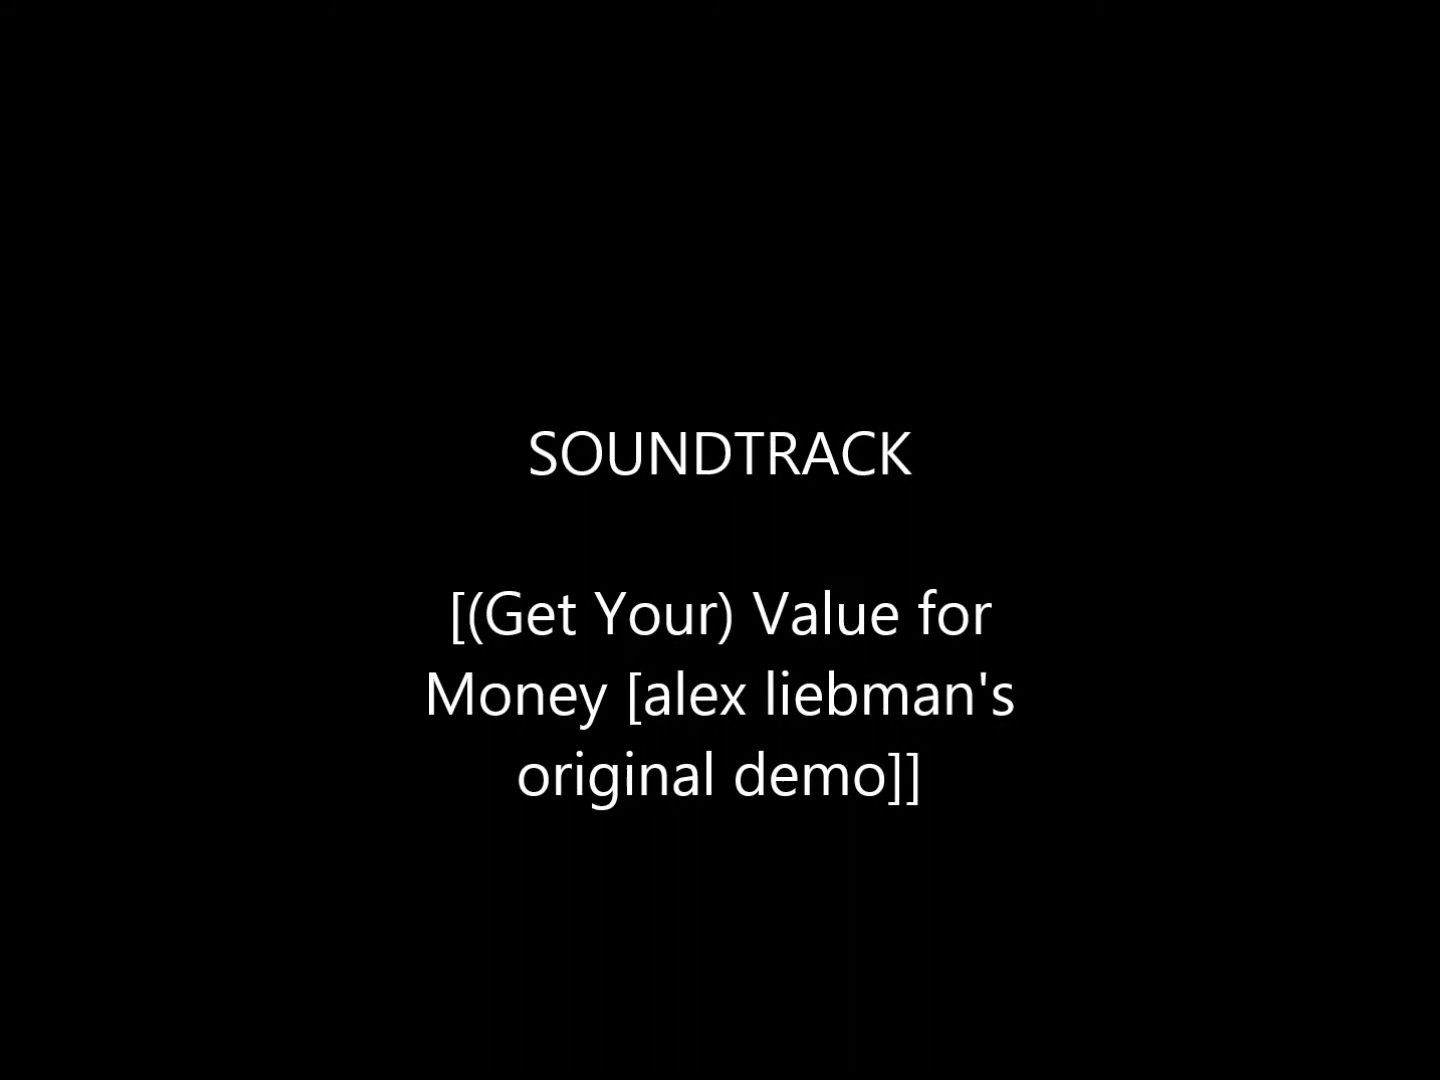 SOUNDTRACK
[(Get Your) Value for
Money [alex liebman's
original demo]]